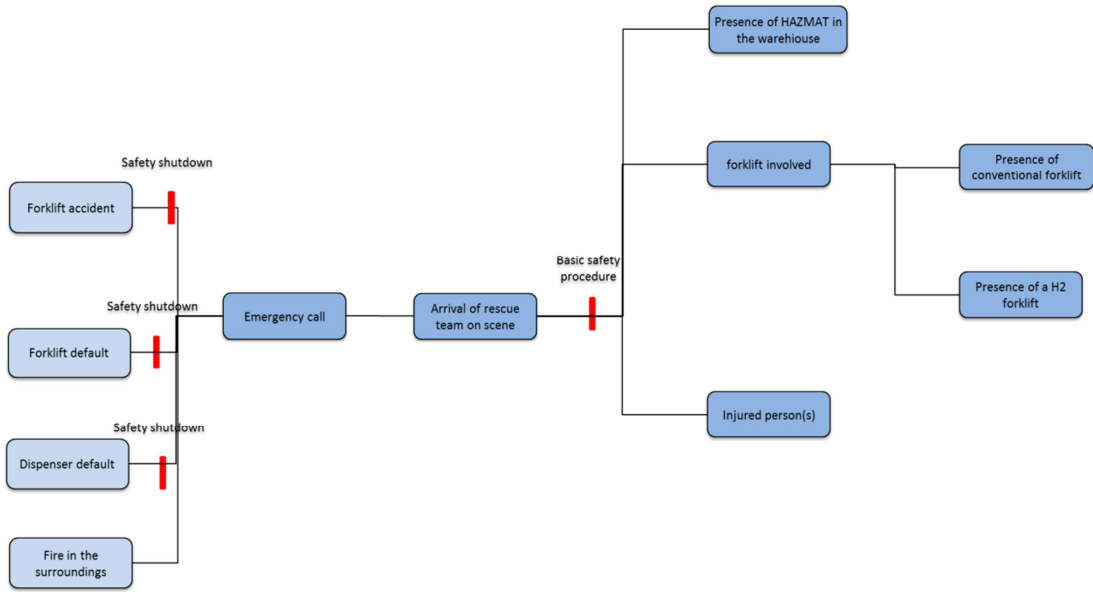 Presence of HAZMAT in
the warehouse
Safety shutdown
Forklift accident
forklift involved
Presence of
conventional forklift
Basic safety
procedure
Safety shutdown
Emergency call
Arrival of rescue
team on scene
Presence of a H2
forklift
Forklift default
Safety shutdown
Injured person(s)
Dispenser default
Fire in the
surroundings